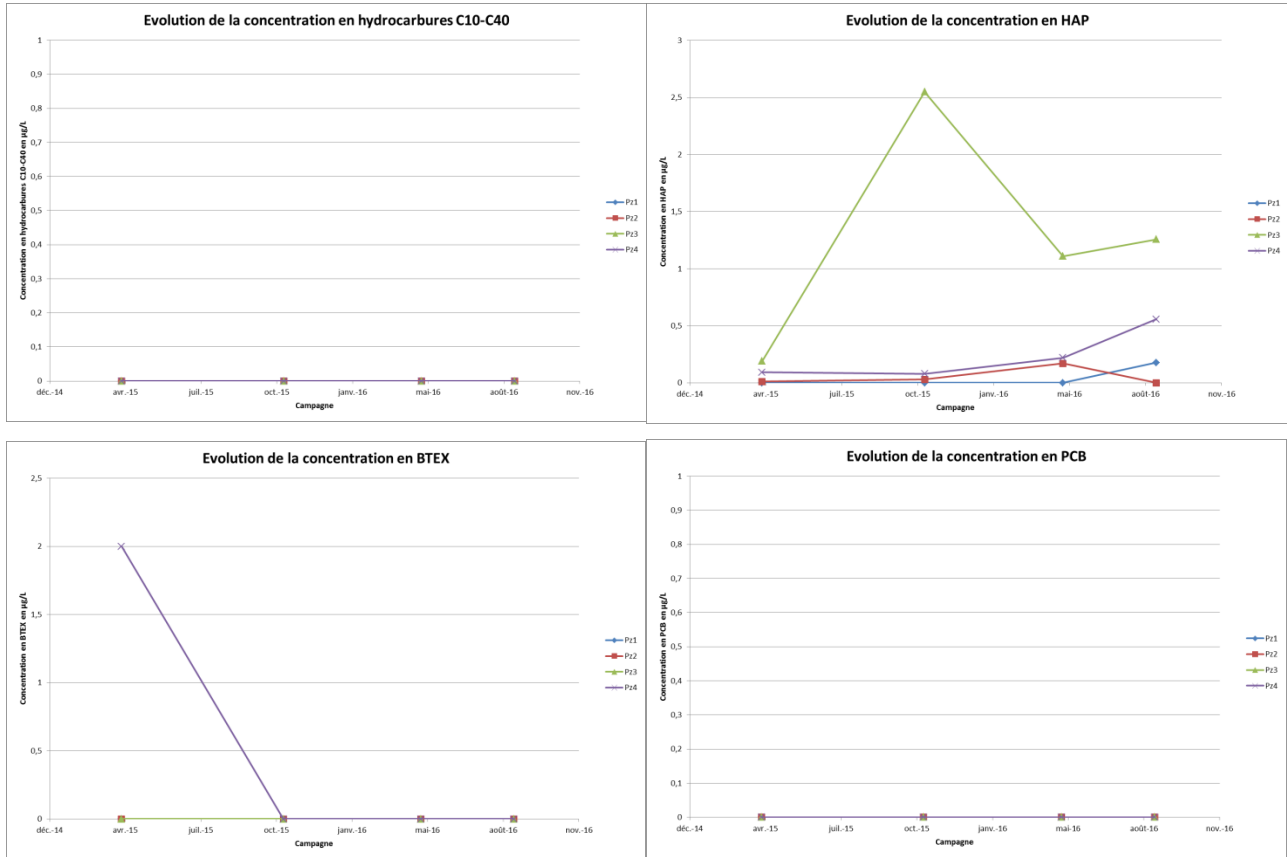 Evolution de la concentration en hydrocarbures C10-C40
Concentration en hydrocarbures C10-C40 en µg/L
1
0,9
0,8
0,7
0,6
0,5
0,4
0,3
0,2
0,1
0
déc.-14 avr.-15 juil.-15 oct.-15 janv.-16 mai-16 août-16 nov.-16
Campagne
Pz1
Pz2
Pz3
Pz4
Evolution de la concentration en HAP
Concentration en HAP en µg/L
3
2,5
2
1,5
1
0,5
0
déc.-14 avr.-15 juil.-15 oct.-15 janv.-16 mai-16 août-16 nov.-16
Campagne
Pz1
Pz2
Pz3
Pz4
Evolution de la concentration en BTEX
Concentration en BTEX en µg/L
2,5
2
1,5
1
0,5
0
déc.-14 avr.-15 juil.-15 oct.-15 janv.-16 mai-16 août-16 nov.-16
Campagne
Pz1
Pz2
Pz3
Pz4
Evolution de la concentration en PCB
Concentration en PCB en µg/L
1
0,9
0,8
0,7
0,6
0,5
0,4
0,3
0,2
0,1
0
déc.-14 avr.-15 juil.-15 oct.-15 janv.-16 mai-16 août-16 nov.-16
Campagne
Pz1
Pz2
Pz3
Pz4